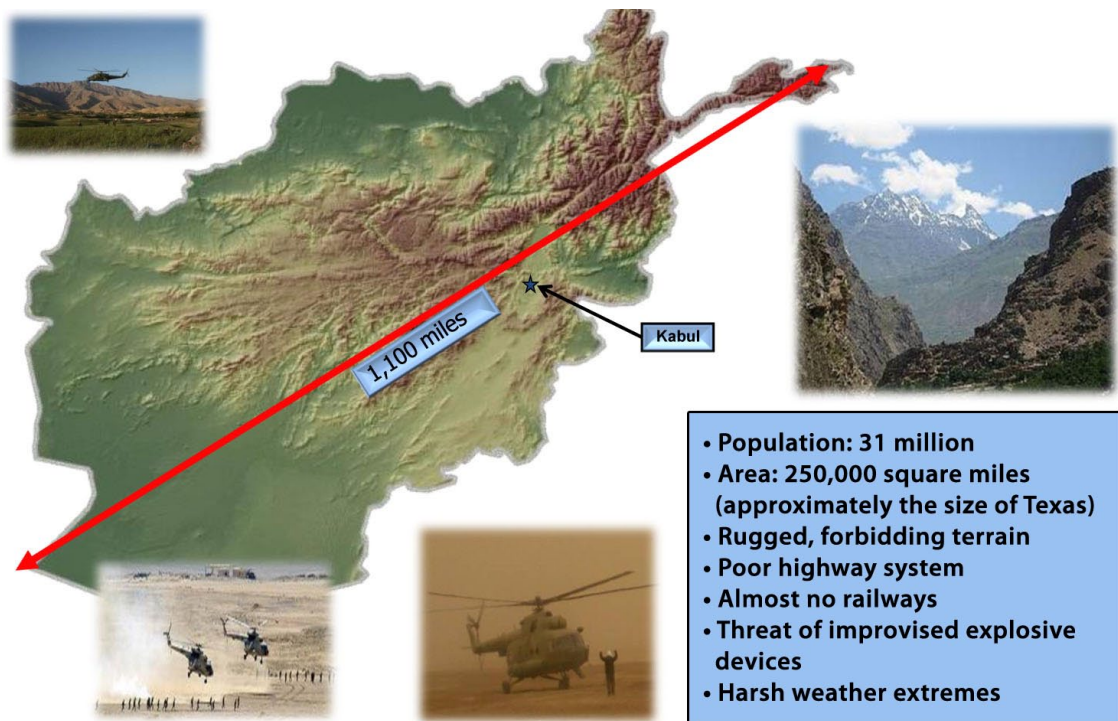 1,100 miles
Kabul
• Population: 31 million
• Area: 250,000 square miles
(approximately the size of Texas)
• Rugged, forbidding terrain
• Poor highway system
• Almost no railways
• Threat of improvised explosive
devices
• Harsh weather extremes